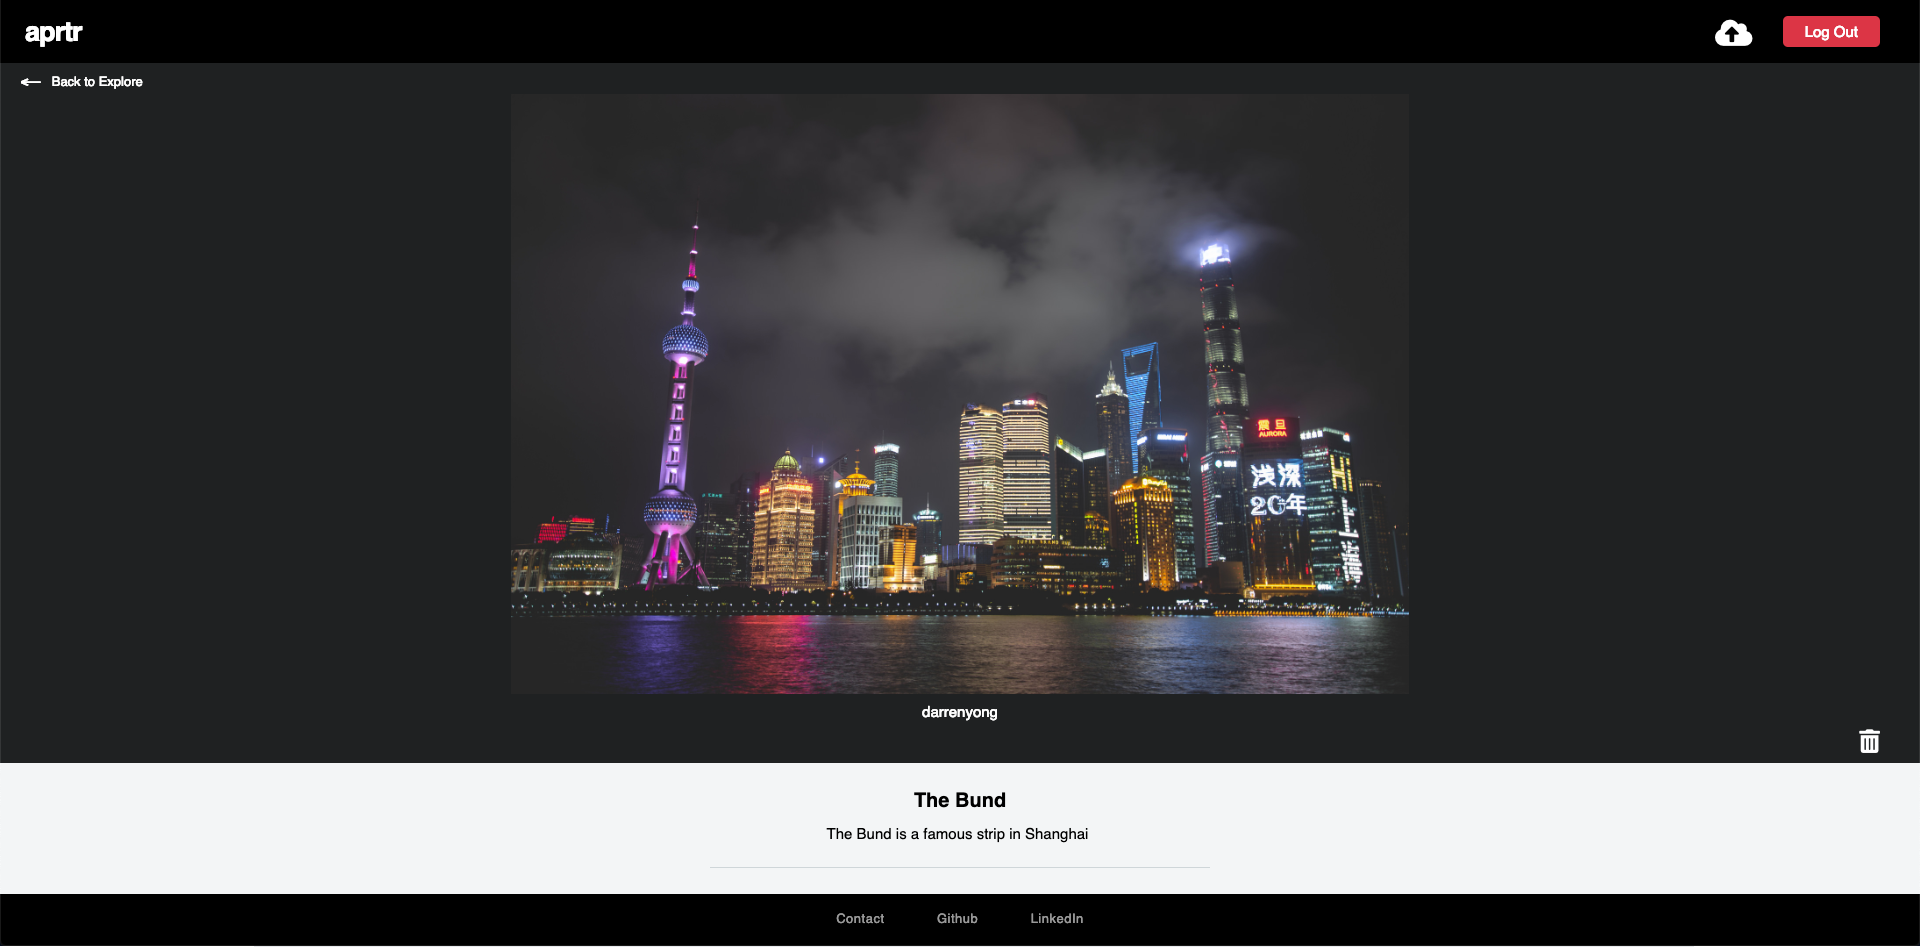 aprtr
Log Out
Back to Explore
震旦
AURORA
浅深
20年
darrenyong
The Bund
The Bund is a famous strip in Shanghai
Contact
Github
LinkedIn